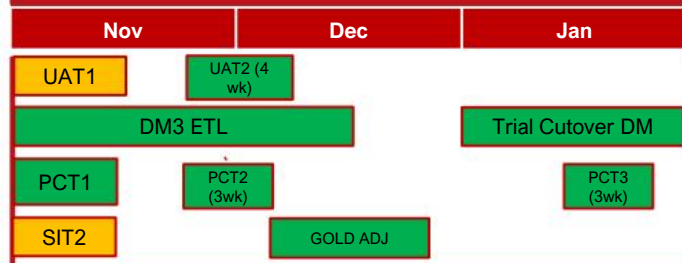 Nov Dec Jan
UAT1
UAT2 (4
wk)
DM3 ETL
Trial Cutover DM
PCT1
PCT2
(3wk)
PCT3
(3wk)
SIT2
GOLD ADJ